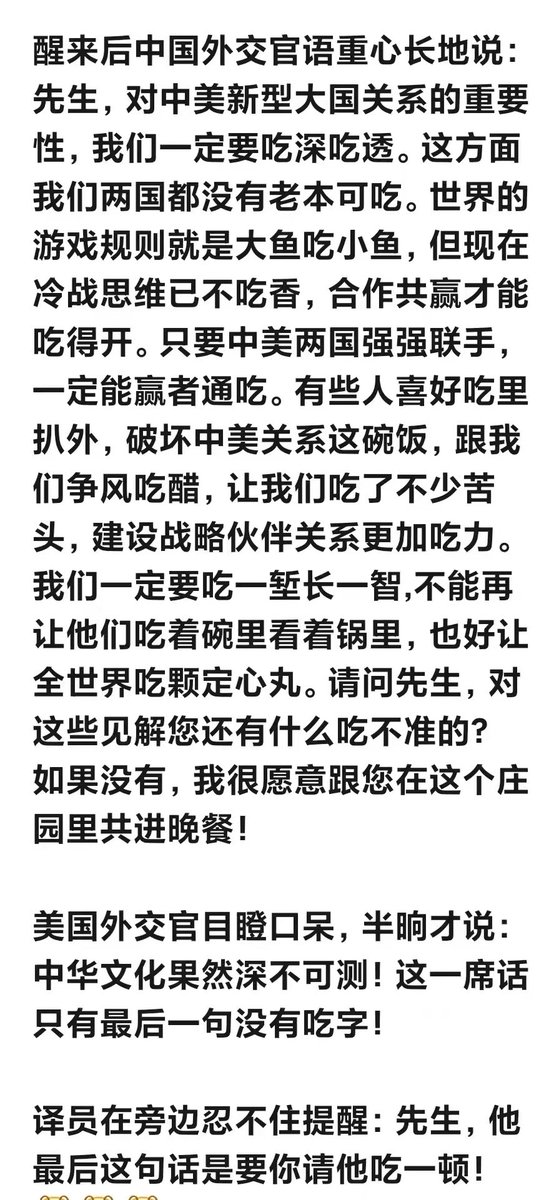 醒来后中国外交官语重心长地说：
先生，对中美新型大国关系的重要
性，我们一定要吃深吃透。这方面
我们两国都没有老本可吃。世界的
游戏规则就是大鱼吃小鱼，但现在
冷战思维已不吃香，合作共赢才能
吃得开。只要中美两国强强联手，
一定能赢者通吃。有些人喜好吃里
扒外，破坏中美关系这碗饭，跟我
们争风吃醋，让我们吃了不少苦
头，建设战略伙伴关系更加吃力。
我们一定要吃一堑长一智,不能再
让他们吃着碗里看着锅里，也好让
全世界吃颗定心丸。请问先生，对
这些见解您还有什么吃不准的？
如果没有，我很愿意跟您在这个庄
园里共进晚餐！
美国外交官目瞪口呆，半晌才说：
中华文化果然深不可测！这一席话
只有最后一句没有吃字！
译员在旁边忍不住提醒：先生，他
最后这句话是要你请他吃一顿！